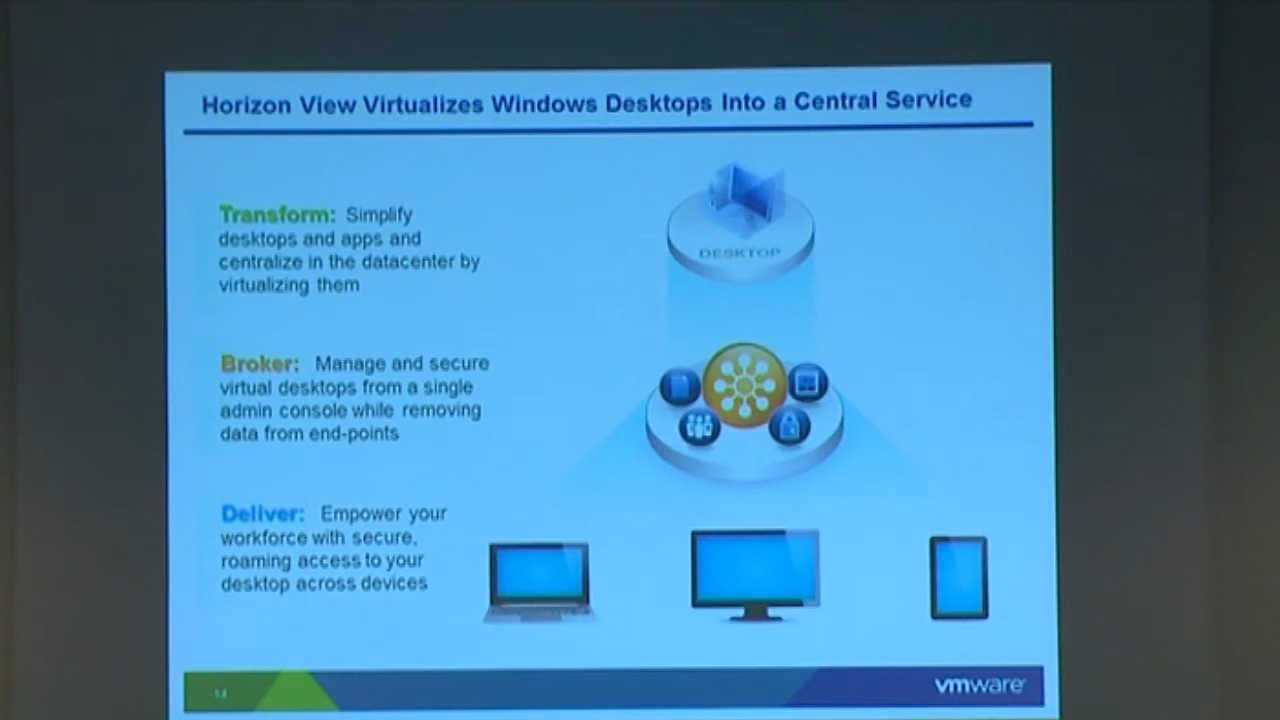 Horizon View Virtualizes Windows Desktops Into a Central Service
Transform: Simplify
desktops and apps and
centralize in the datacenter by
virtualizing them
DESKTOP
Broker: Manage and secure
virtual desktops from a single
admin console while removing
data from end-points
Deliver: Empower your
workforce with secure,
roaming access to your
desktop across devices
14
vmware